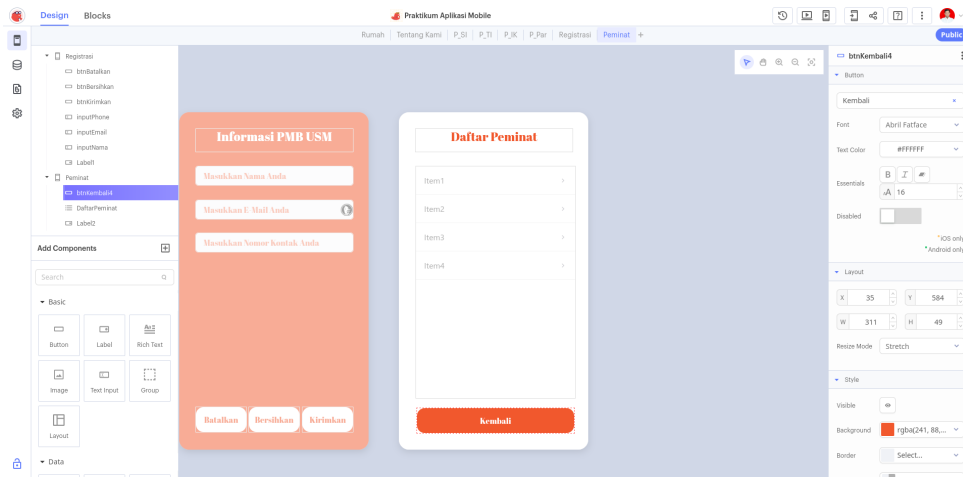 Design Blocks
Praktikum Aplikasi Mobile
Rumah Tentang Kami P_SI P_TI P_IK P_Par Registrasi Peminat +
Public
Registrasi
btnBatalkan
btnBersihkan
btnKirimkan
inputPhone
inputEmail
inputNama
Label1
Peminat
btnKembali4
DaftarPeminat
Label2
Add Components
Search
Basic
Button
Label
Rich Text
Image
Text Input
Group
Layout
Data
Informasi PMB USM
Masukkan Nama Anda
Masukkan E-Mail Anda
Masukkan Nomor Kontak Anda
Batalkan
Bersihkan
Kirimkan
Daftar Peminat
Item1
Item2
Item3
Item4
Kembali
btnKembali4
Button
Kembali
Font Abril Fatface
Text Color #FFFFFF
Essentials B I
A 16
Disabled
*iOS only
*Android only
Layout
X 35 Y 584
W 311 H 49
Resize Mode Stretch
Style
Visible
Background rgba(241, 88,...
Border Select...